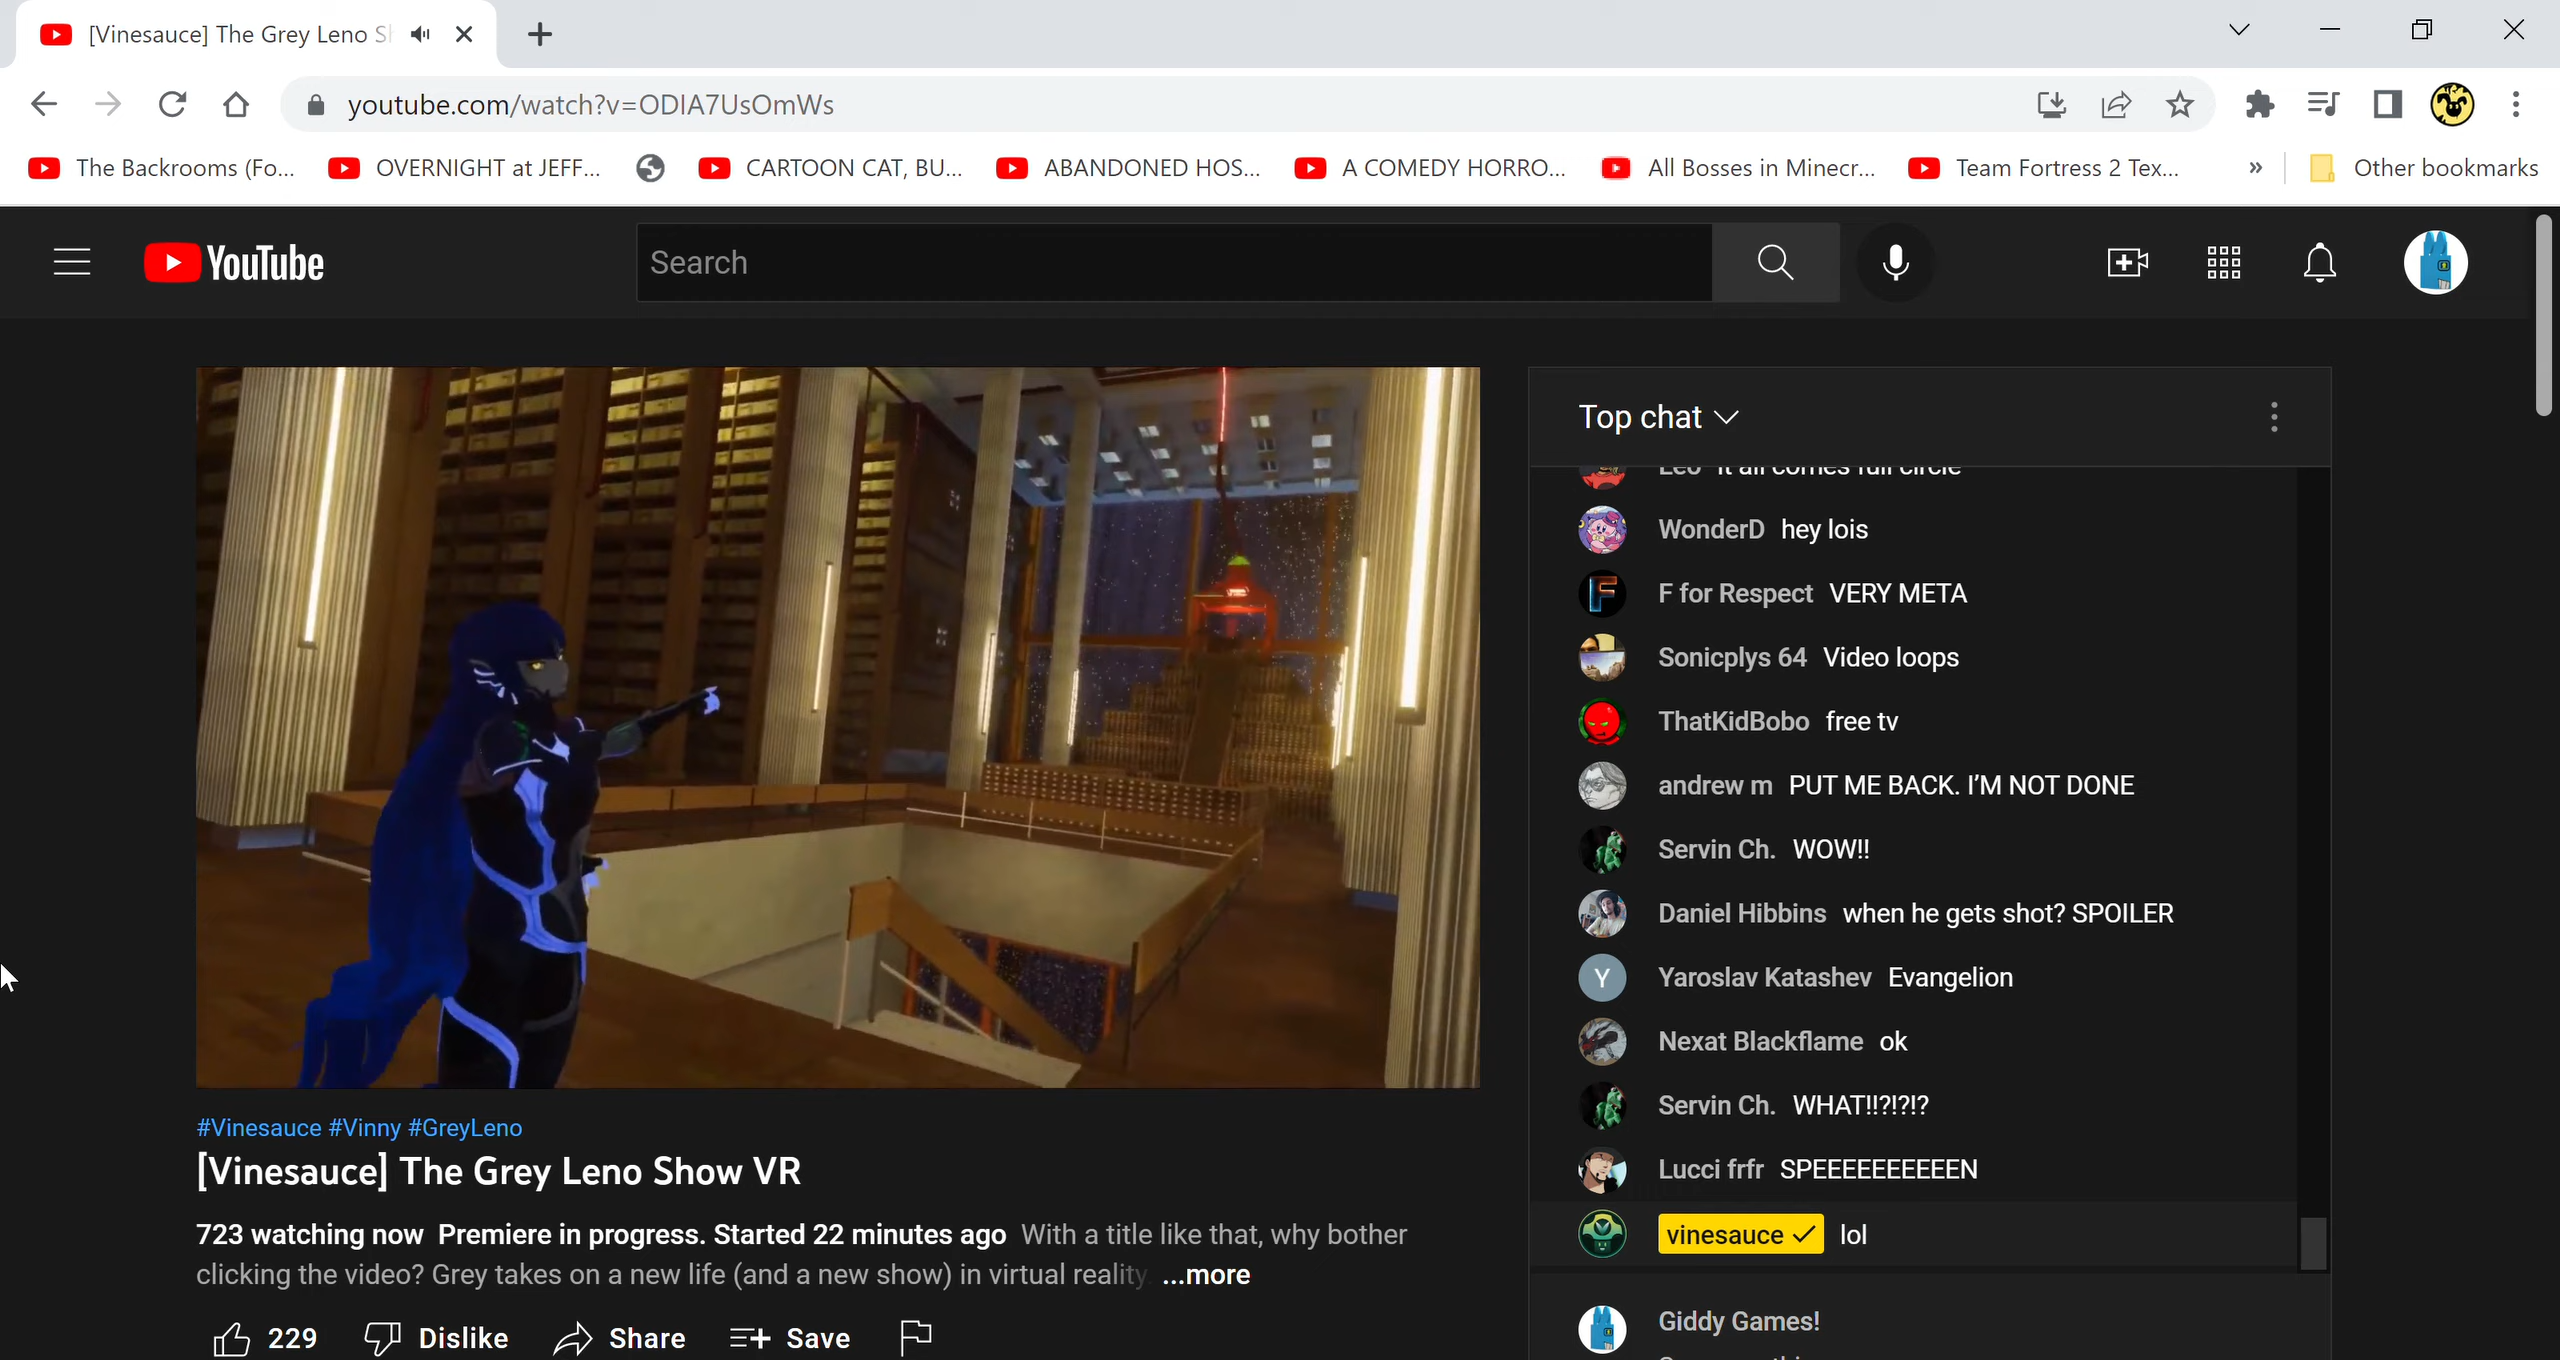 [Vinesauce] The Grey Leno S
youtube.com/watch?v=ODIA7UsOmWs
The Backrooms (Fo... OVERNIGHT at JEFF... CARTOON CAT, BU... ABANDONED HOS... A COMEDY HORRO... All Bosses in Minecr... Team Fortress 2 Tex... » Other bookmarks
YouTube Search
Top chat
Leo it all comes full circle
WonderD hey lois
F for Respect VERY META
Sonicplys 64 Video loops
ThatKidBobo free tv
andrew m PUT ME BACK. I'M NOT DONE
Servin Ch. WOW!!
Daniel Hibbins when he gets shot? SPOILER
Y Yaroslav Katashev Evangelion
Nexat Blackflame ok
Servin Ch. WHAT!!?!?!?
Lucci frfr SPEEEEEEEEEEN
vinesauce lol
Giddy Games!
#Vinesauce #Vinny #GreyLeno
[Vinesauce] The Grey Leno Show VR
723 watching now Premiere in progress. Started 22 minutes ago With a title like that, why bother
clicking the video? Grey takes on a new life (and a new show) in virtual reality ...more
229 Dislike Share Save